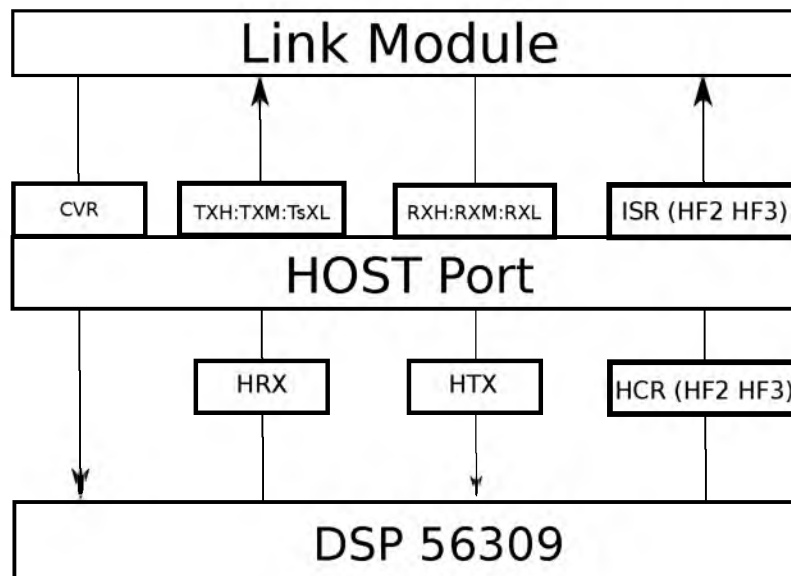 Link Module
CVR
TXH:TXM:TsXL
RXH:RXM:RXL
ISR (HF2 HF3)
HOST Port
HRX
HTX
HCR (HF2 HF3)
DSP 56309